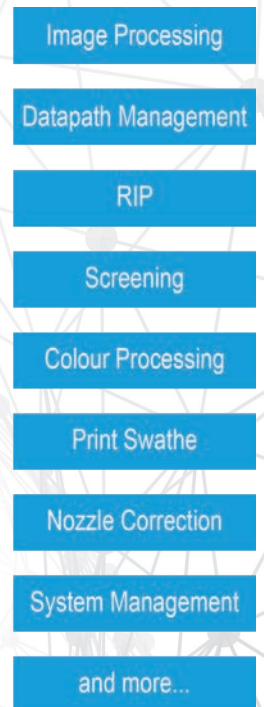 Image Processing
Datapath Management
RIP
Screening
Colour Processing
Print Swathe
Nozzle Correction
System Management
and more...